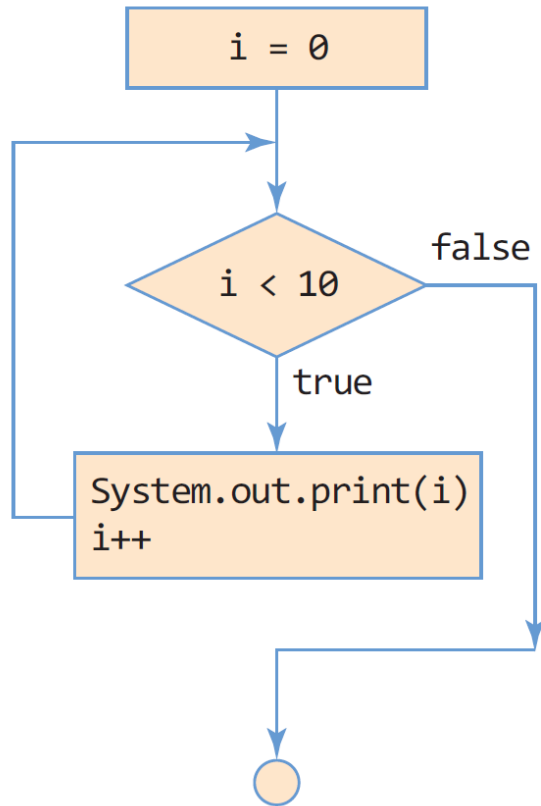 i = 0
i < 10
false
true
System.out.print(i)
i++